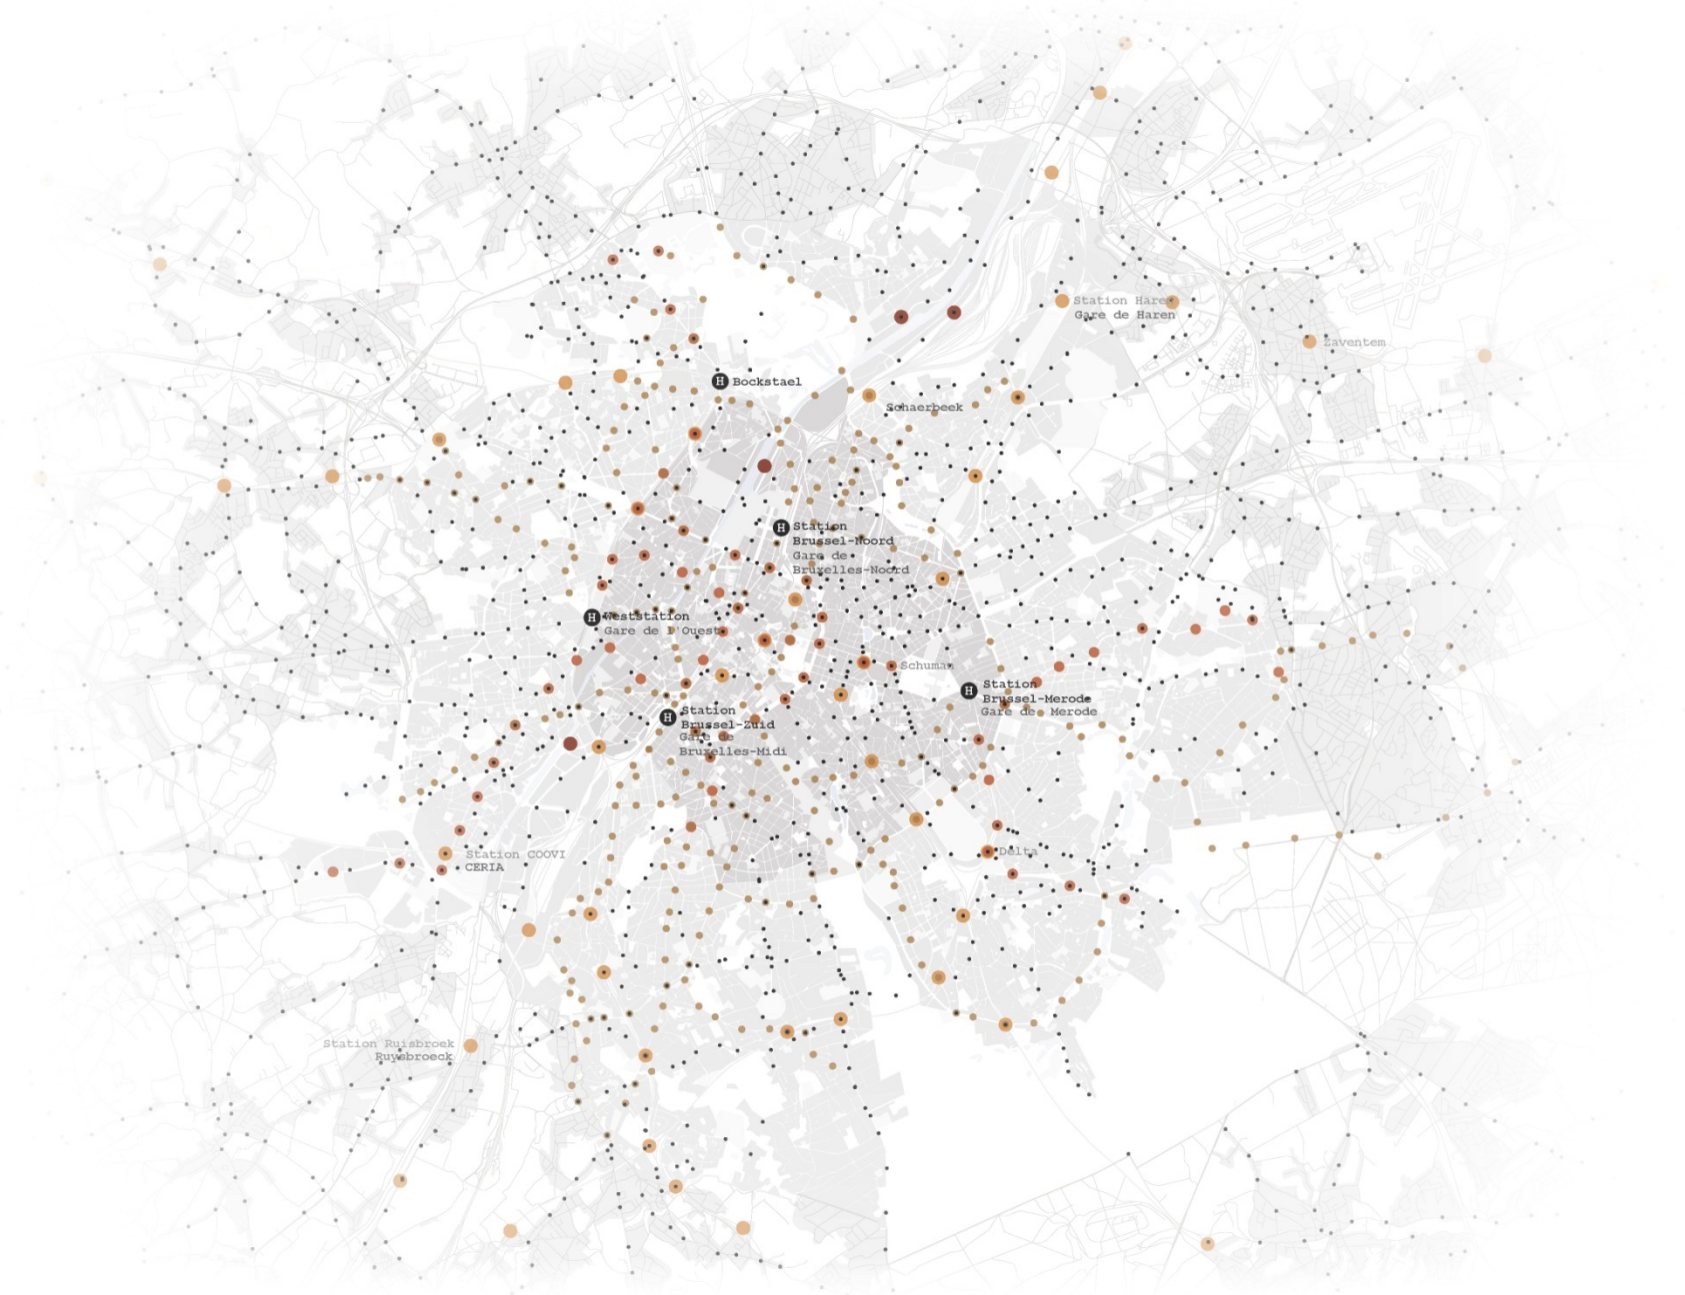 Station Haren
Gare de Haren
Zaventem
H Bockstael
Schaerbeek
H Station
Brussel-Noord
Gare de
Bruxelles-Noord
H Weststation
Gare de l'Ouest
Schuman
H Station
Brussel-Merode
Gare de Merode
H Station
Brussel-Zuid
Gare de
Bruxelles-Midi
Delta
Station COOVI
CERIA
Station Ruisbroek
Ruysbroeck